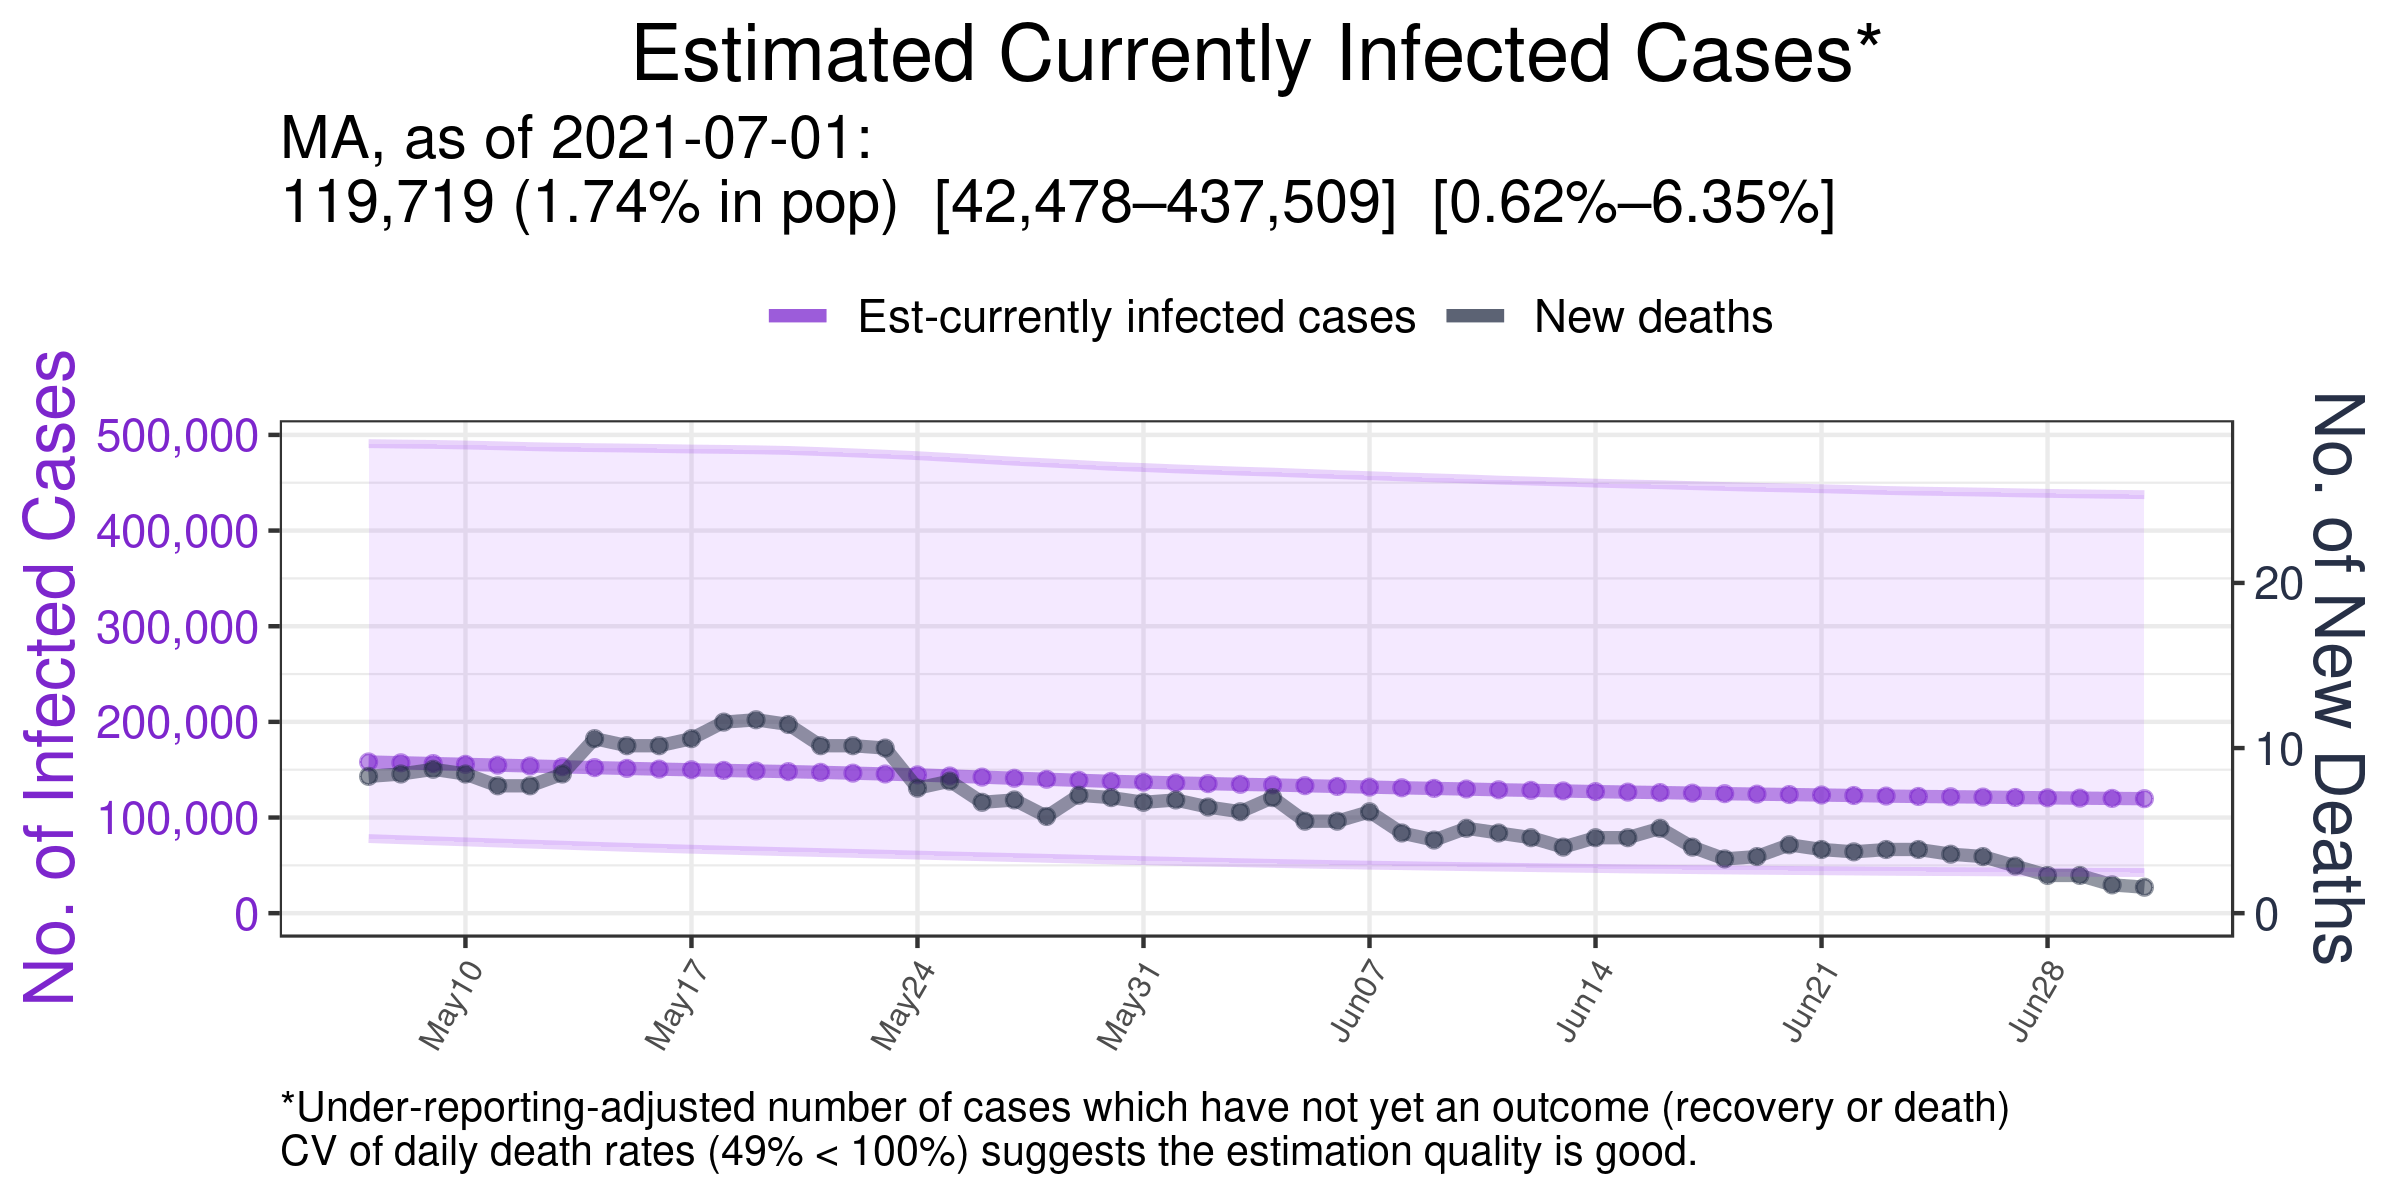 Estimated Currently Infected Cases*
MA, as of 2021-07-01:
119,719 (1.74% in pop)  [42,478–437,509]  [0.62%–6.35%]
Est-currently infected cases
New deaths
No. of Infected Cases
500,000
400,000
300,000
200,000
100,000
0
No. of New Deaths
20
10
0
May10
May17
May24
May31
Jun07
Jun14
Jun21
Jun28
*Under-reporting-adjusted number of cases which have not yet an outcome (recovery or death)
CV of daily death rates (49% < 100%) suggests the estimation quality is good.